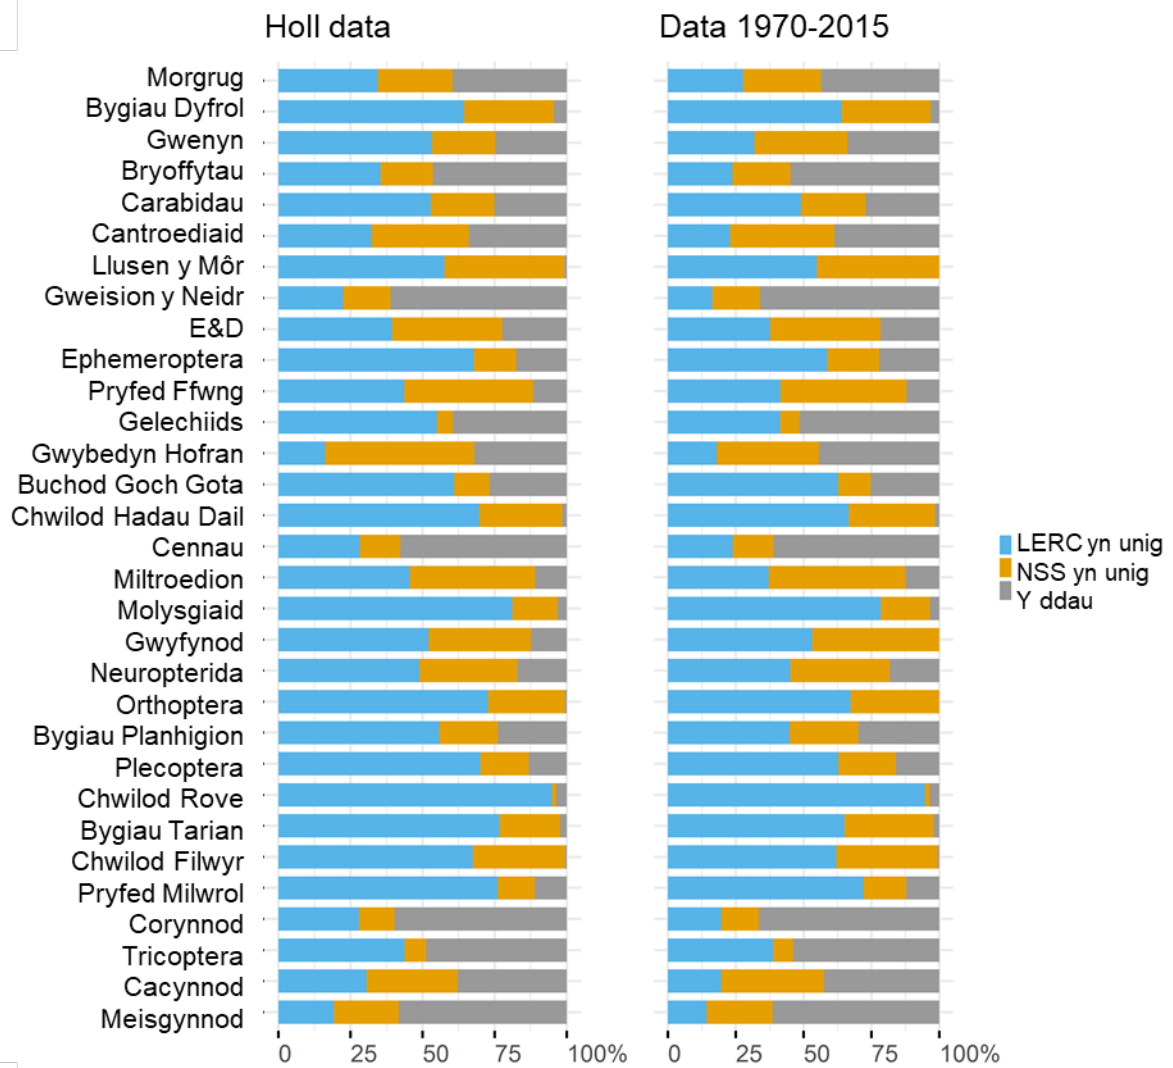 Holl data
Data 1970-2015
Morgrug
Bygiau Dyfrol
Gwenyn
Bryoffytau
Carabidau
Cantroediaid
Llusen y Môr
Gweision y Neidr
E&D
Ephemeroptera
Pryfed Ffwng
Gelechiids
Gwybedyn Hofran
Buchod Goch Gota
Chwilod Hadau Dail
Cennau
Miltroedion
Molysgiaid
Gwyfynod
Neuropterida
Orthoptera
Bygiau Planhigion
Plecoptera
Chwilod Rove
Bygiau Tarian
Chwilod Filwyr
Pryfed Milwrol
Corynnod
Tricoptera
Cacynnod
Meisgynnod
0 25 50 75 100%
0 25 50 75 100%
LERC yn unig
NSS yn unig
Y ddau